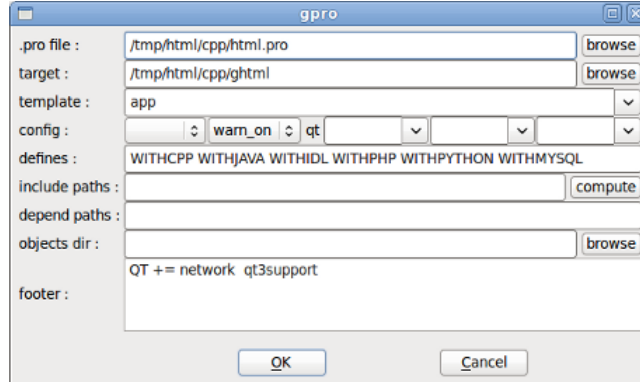 gpro
.pro file : /tmp/html/cpp/html.pro browse
target : /tmp/html/cpp/ghtml browse
template : app
config : warn_on qt
defines : WITHCPP WITHJAVA WITHIDL WITHPHP WITHPYTHON WITHMYSQL
include paths : compute
depend paths :
objects dir : browse
QT += network  qt3support
footer :
OK Cancel